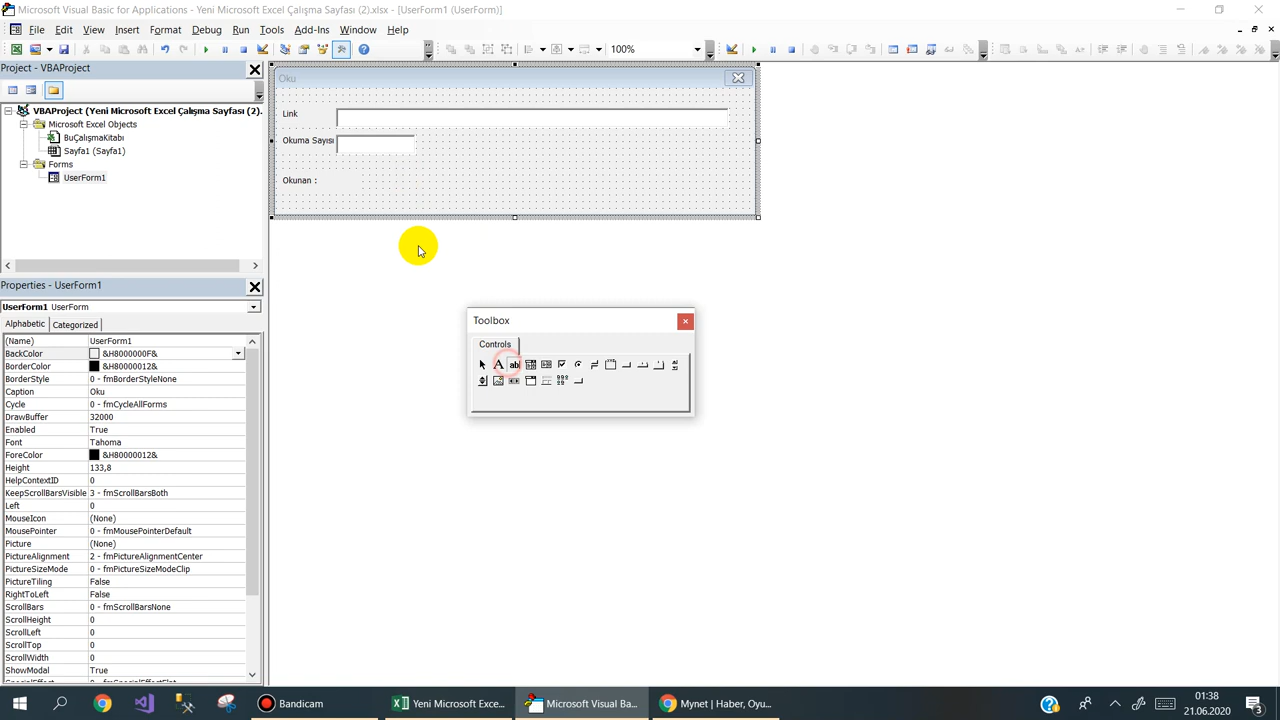 Microsoft Visual Basic for Applications - Yeni Microsoft Excel Çalışma Sayfası (2).xlsx - [UserForm1 (UserForm)]
File Edit View Insert Format Debug Run Tools Add-Ins Window Help
100%
Project - VBAProject
VBAProject (Yeni Microsoft Excel Çalışma Sayfası (2).
Microsoft Excel Objects
BuÇalışmaKitabı
Sayfa1 (Sayfa1)
Forms
UserForm1
Oku
Link
Okuma Sayısı
Okunan :
Toolbox
Controls
A ab
Properties - UserForm1
UserForm1 UserForm
Alphabetic Categorized
(Name) UserForm1
BackColor &H8000000F&
BorderColor &H80000012&
BorderStyle 0 - fmBorderStyleNone
Caption Oku
Cycle 0 - fmCycleAllForms
DrawBuffer 32000
Enabled True
Font Tahoma
ForeColor &H80000012&
Height 133,8
HelpContextID 0
KeepScrollBarsVisible 3 - fmScrollBarsBoth
Left 0
MouseIcon (None)
MousePointer 0 - fmMousePointerDefault
Picture (None)
PictureAlignment 2 - fmPictureAlignmentCenter
PictureSizeMode 0 - fmPictureSizeModeClip
PictureTiling False
RightToLeft False
ScrollBars 0 - fmScrollBarsNone
ScrollHeight 0
ScrollLeft 0
ScrollTop 0
ScrollWidth 0
ShowModal True
Bandicam
Yeni Microsoft Exce...
Microsoft Visual Ba...
Mynet | Haber, Oyu...
01:38
21.06.2020
3